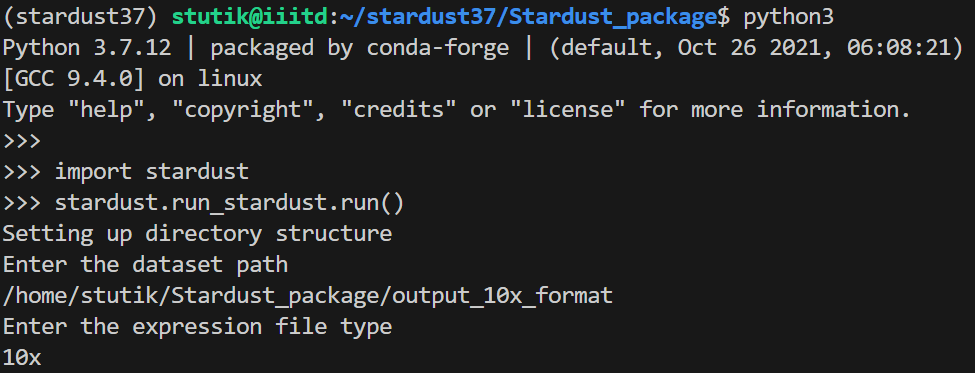 (stardust37) stutik@iiitd:~/stardust37/Stardust_package$ python3
Python 3.7.12 | packaged by conda-forge | (default, Oct 26 2021, 06:08:21)
[GCC 9.4.0] on linux
Type "help", "copyright", "credits" or "license" for more information.
>>>
>>> import stardust
>>> stardust.run_stardust.run()
Setting up directory structure
Enter the dataset path
/home/stutik/Stardust_package/output_10x_format
Enter the expression file type
10x